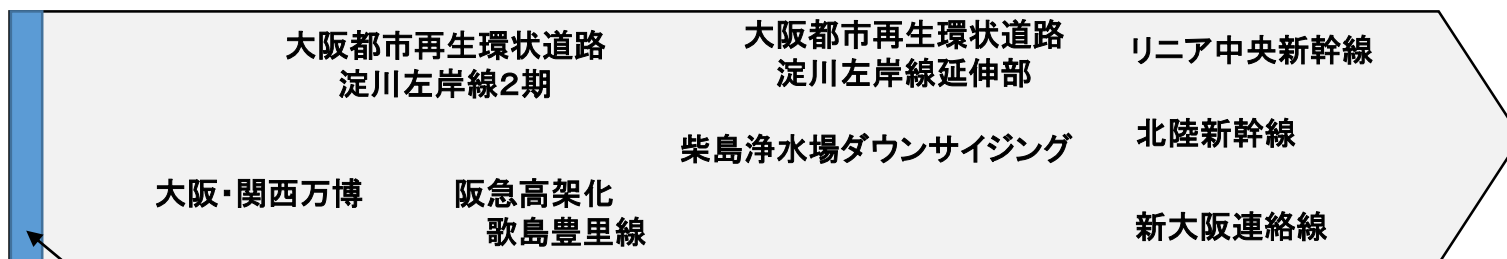 大阪都市再生環状道路
淀川左岸線2期
大阪都市再生環状道路
淀川左岸線延伸部
リニア中央新幹線
柴島浄水場ダウンサイジング
北陸新幹線
大阪・関西万博
阪急高架化
歌島豊里線
新大阪連絡線